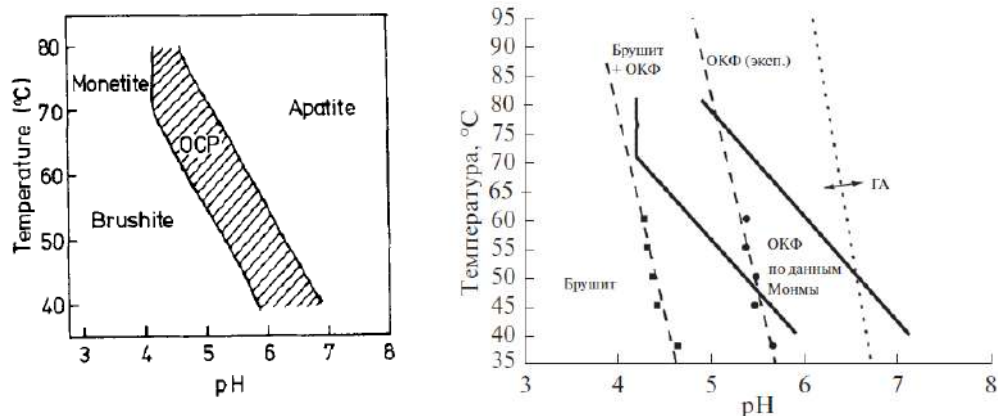 Temperature (°C)
80
70
60
50
40
Monetite
Apatite
OCP
Brushite
3 4 5 6 7 8
pH
Температура, °C
95
90
85
80
75
70
65
60
55
50
45
40
35
Брушит
+ ОКФ
ОКФ (эксп.)
ГА
ОКФ
по данным
Монмы
Брушит
3 4 5 6 7 8
pH